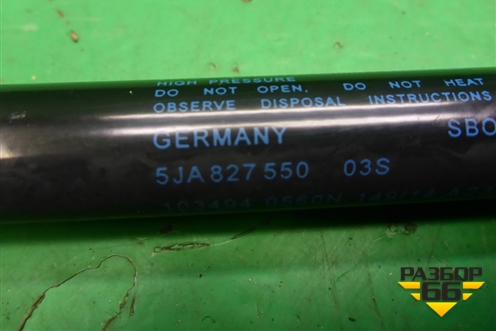 HIGH PRESSURE
DO NOT OPEN, DO NOT HEAT
OBSERVE DISPOSAL INSTRUCTIONS
GERMANY SBO
5JA 827 550 03S
0560N
РАЗБОР
66